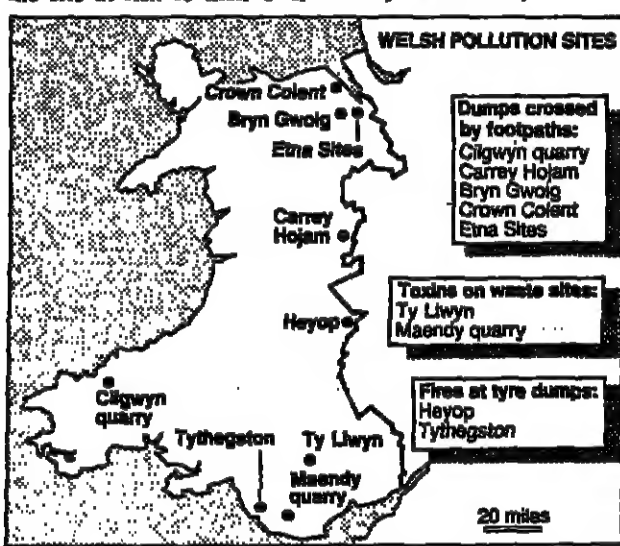 WELSH POLLUTION SITES
Crown Colent
Bryn Gwoig
Etna Sites
Carrey
Hojam
Heyop
Cilgwyn
quarry
Tythegston
Ty Llwyn
Maendy
quarry
Dumps crossed
by footpaths:
Cilgwyn quarry
Carrey Hojam
Bryn Gwoig
Crown Colent
Etna Sites
Toxins on waste sites:
Ty Llwyn
Maendy quarry
Fires at tyre dumps:
Heyop
Tythegston
20 miles